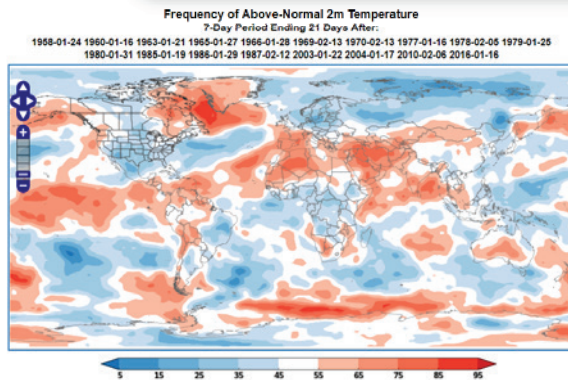 Frequency of Above-Normal 2m Temperature
7-Day Period Ending 21 Days After:
1958-01-24 1960-01-16 1963-01-21 1965-01-27 1966-01-28 1969-02-13 1970-02-13 1977-01-16 1978-02-05 1979-01-25
1980-01-31 1985-01-19 1986-01-29 1987-02-12 2003-01-22 2004-01-17 2010-02-06 2016-01-16
5 15 25 35 45 55 65 75 85 95